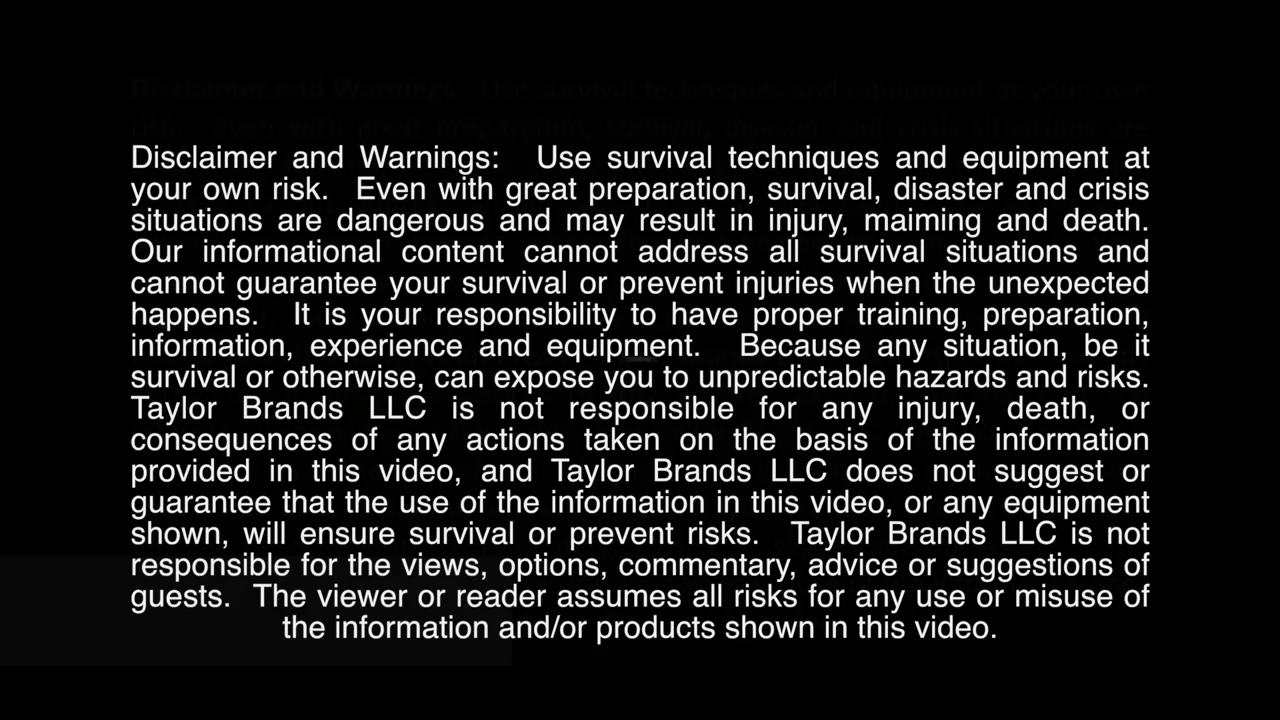 Disclaimer and Warnings: Use survival techniques and equipment at
your own risk. Even with great preparation, survival, disaster and crisis
situations are dangerous and may result in injury, maiming and death.
Our informational content cannot address all survival situations and
cannot guarantee your survival or prevent injuries when the unexpected
happens. It is your responsibility to have proper training, preparation,
information, experience and equipment. Because any situation, be it
survival or otherwise, can expose you to unpredictable hazards and risks.
Taylor Brands LLC is not responsible for any injury, death, or
consequences of any actions taken on the basis of the information
provided in this video, and Taylor Brands LLC does not suggest or
guarantee that the use of the information in this video, or any equipment
shown, will ensure survival or prevent risks. Taylor Brands LLC is not
responsible for the views, options, commentary, advice or suggestions of
guests. The viewer or reader assumes all risks for any use or misuse of
the information and/or products shown in this video.